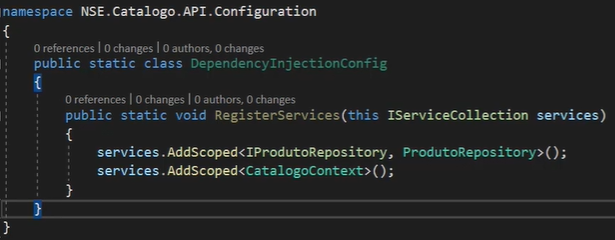 namespace NSE.Catalogo.API.Configuration
{
0 references | 0 changes | 0 authors, 0 changes
public static class DependencyInjectionConfig
{
0 references | 0 changes | 0 authors, 0 changes
public static void RegisterServices(this IServiceCollection services)
{
services.AddScoped<IProdutoRepository, ProdutoRepository>();
services.AddScoped<CatalogoContext>();
}
}
}